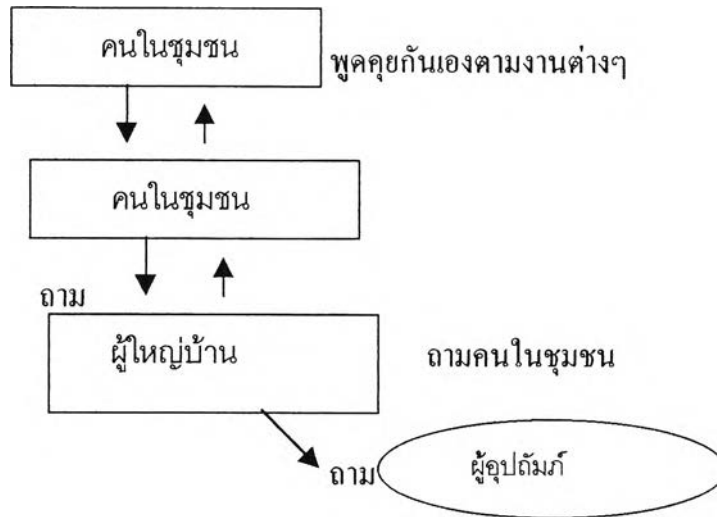 คนในชุมชน
พูดคุยกันเองตามงานต่างๆ
คนในชุมชน
ถาม
ผู้ใหญ่บ้าน
ถามคนในชุมชน
ถาม
ผู้อุปถัมภ์